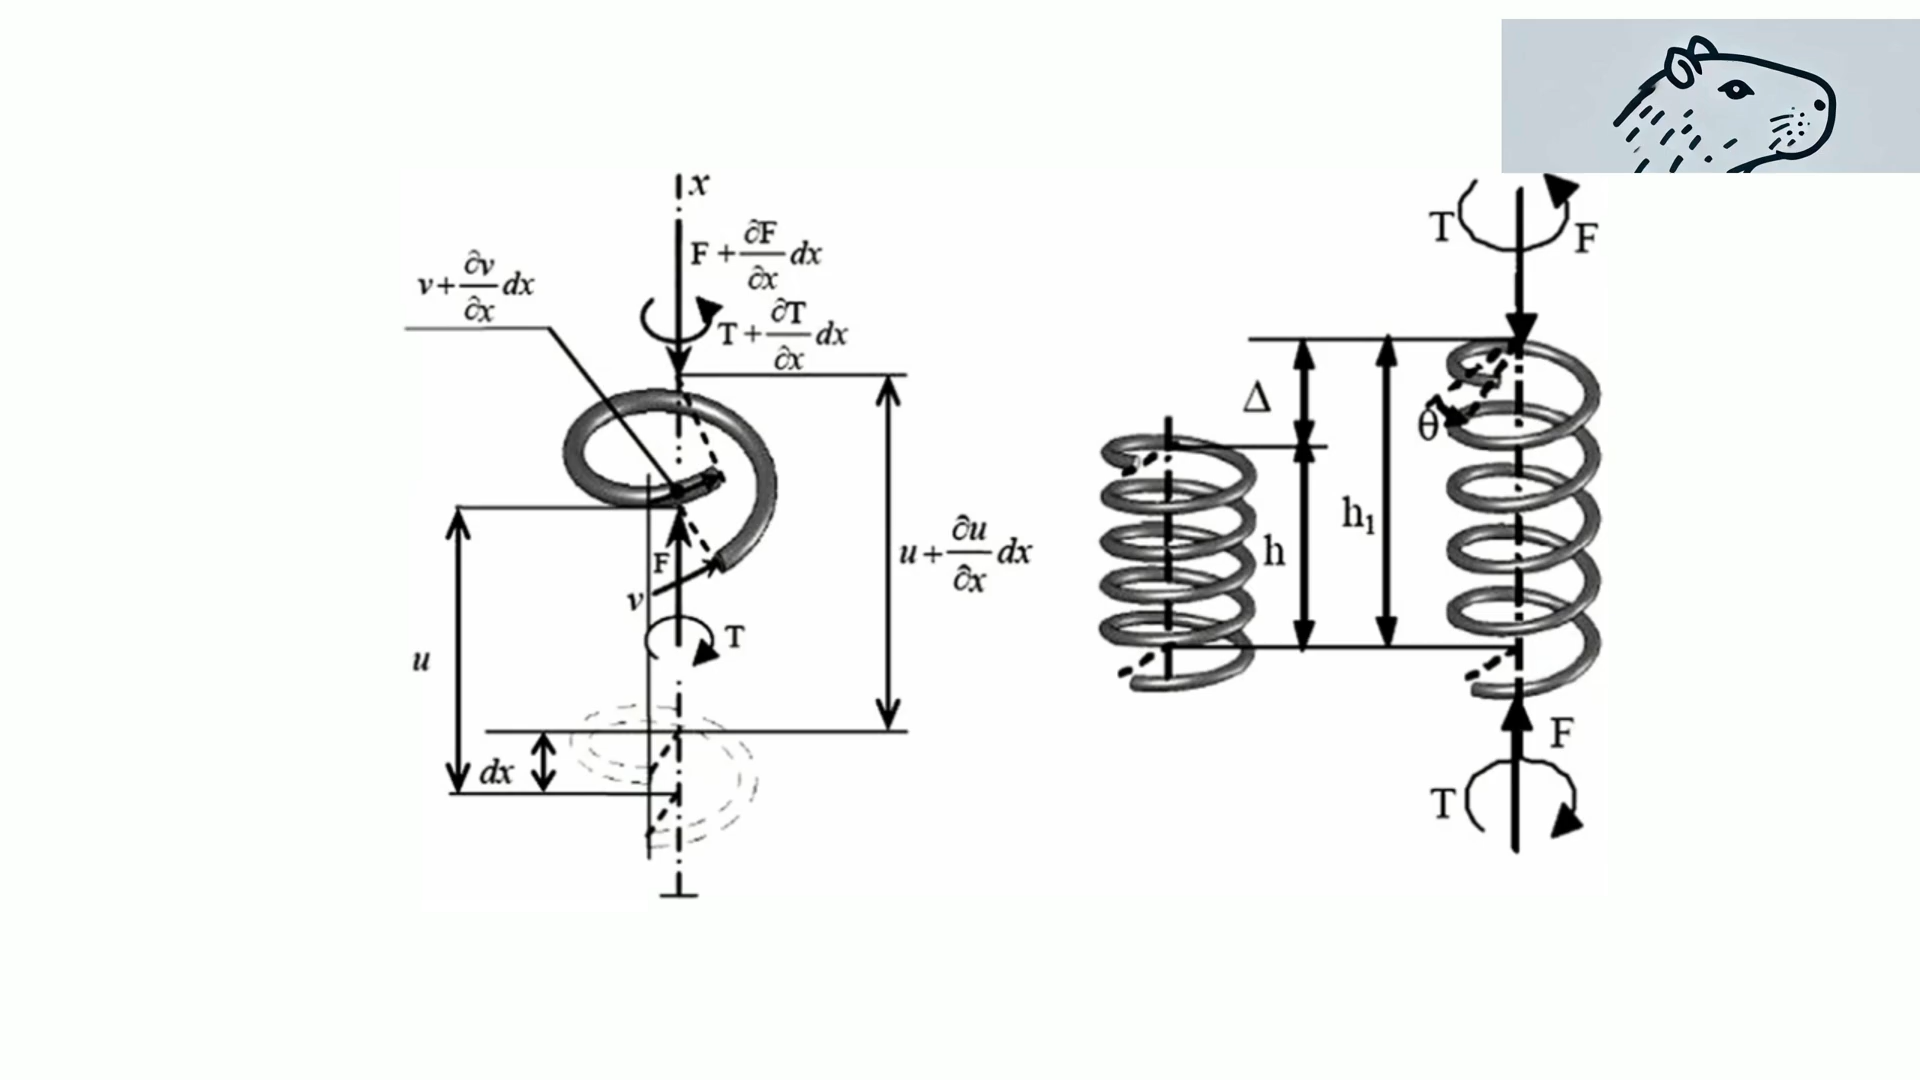 x
F + ∂F/∂x dx
v + ∂v/∂x dx
T + ∂T/∂x dx
F
v
T
u
u + ∂u/∂x dx
dx
T
F
Δ
θ
h₁
h
F
T